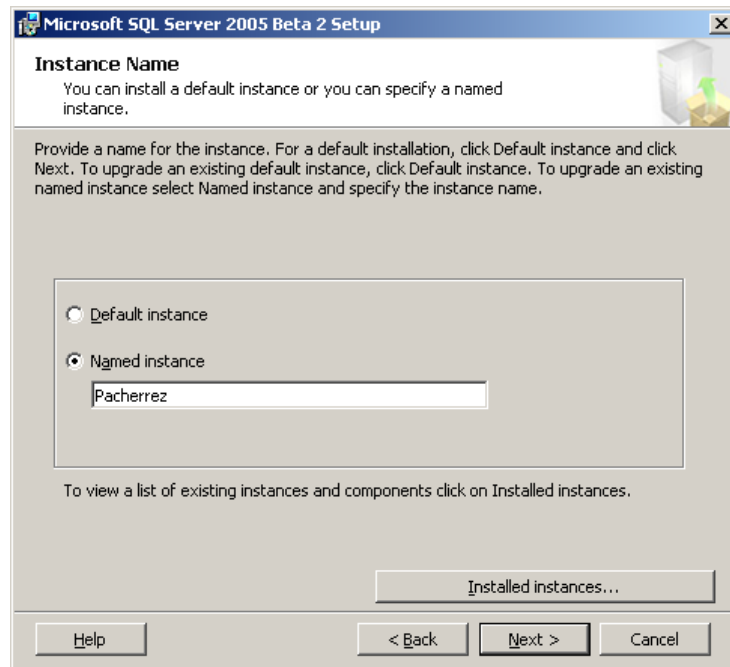 Microsoft SQL Server 2005 Beta 2 Setup
Instance Name
You can install a default instance or you can specify a named
instance.
Provide a name for the instance. For a default installation, click Default instance and click
Next. To upgrade an existing default instance, click Default instance. To upgrade an existing
named instance select Named instance and specify the instance name.
Default instance
Named instance
Pacherrez
To view a list of existing instances and components click on Installed instances.
Installed instances...
Help
< Back
Next >
Cancel